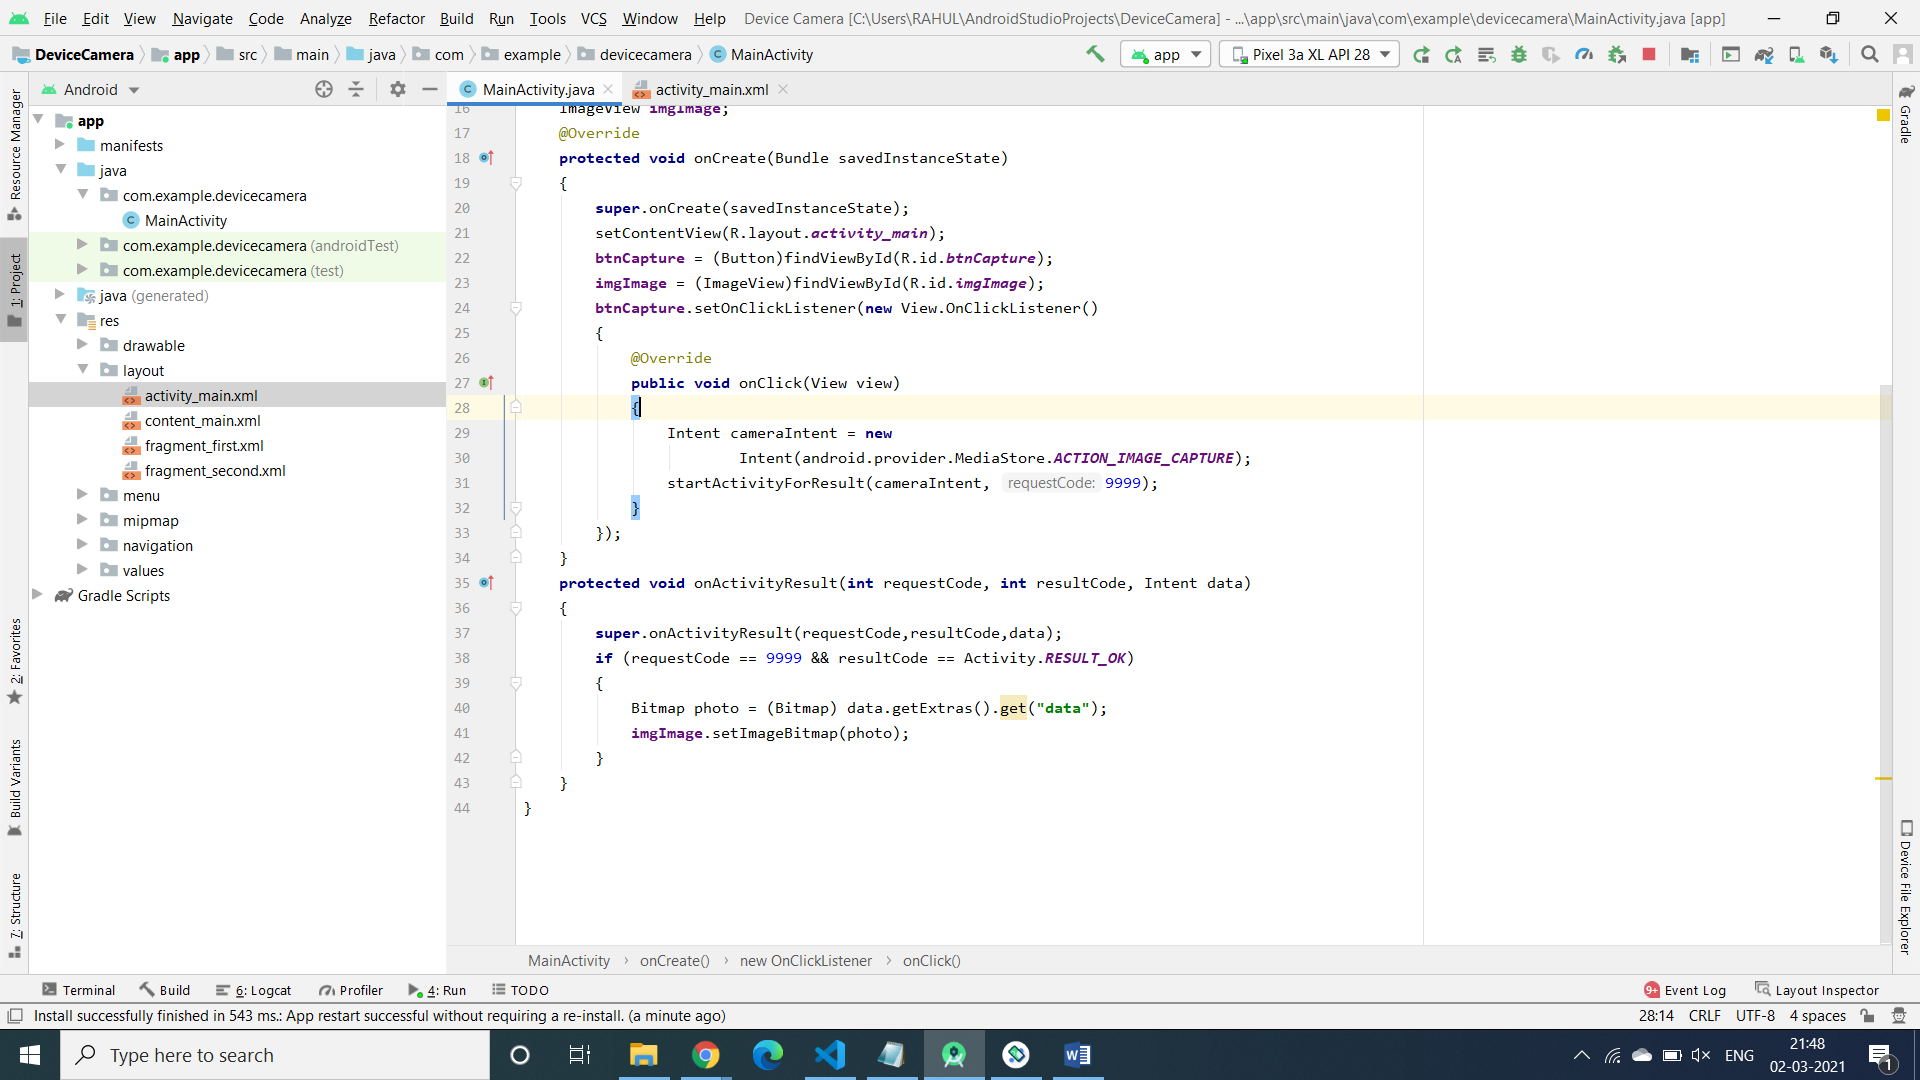 File Edit View Navigate Code Analyze Refactor Build Run Tools VCS Window Help Device Camera [C:\Users\RAHUL\AndroidStudioProjects\DeviceCamera] - ...\app\src\main\java\com\example\devicecamera\MainActivity.java [app]
DeviceCamera app src main java com example devicecamera MainActivity app Pixel 3a XL API 28
Android MainActivity.java activity_main.xml
Resource Manager
1: Project
2: Favorites
Build Variants
7: Structure
app
manifests
java
com.example.devicecamera
MainActivity
com.example.devicecamera (androidTest)
com.example.devicecamera (test)
java (generated)
res
drawable
layout
activity_main.xml
content_main.xml
fragment_first.xml
fragment_second.xml
menu
mipmap
navigation
values
Gradle Scripts
16 ImageView imgImage;
17 @Override
18 protected void onCreate(Bundle savedInstanceState)
19 {
20 super.onCreate(savedInstanceState);
21 setContentView(R.layout.activity_main);
22 btnCapture = (Button)findViewById(R.id.btnCapture);
23 imgImage = (ImageView)findViewById(R.id.imgImage);
24 btnCapture.setOnClickListener(new View.OnClickListener()
25 {
26 @Override
27 public void onClick(View view)
28 {
29 Intent cameraIntent = new
30 Intent(android.provider.MediaStore.ACTION_IMAGE_CAPTURE);
31 startActivityForResult(cameraIntent, requestCode: 9999);
32 }
33 });
34 }
35 protected void onActivityResult(int requestCode, int resultCode, Intent data)
36 {
37 super.onActivityResult(requestCode,resultCode,data);
38 if (requestCode == 9999 && resultCode == Activity.RESULT_OK)
39 {
40 Bitmap photo = (Bitmap) data.getExtras().get("data");
41 imgImage.setImageBitmap(photo);
42 }
43 }
44 }
Gradle
Device File Explorer
MainActivity › onCreate() › new OnClickListener › onClick()
Terminal Build 6: Logcat Profiler 4: Run TODO 9+ Event Log Layout Inspector
Install successfully finished in 543 ms.: App restart successful without requiring a re-install. (a minute ago) 28:14 CRLF UTF-8 4 spaces
Type here to search ENG 21:48
02-03-2021 1